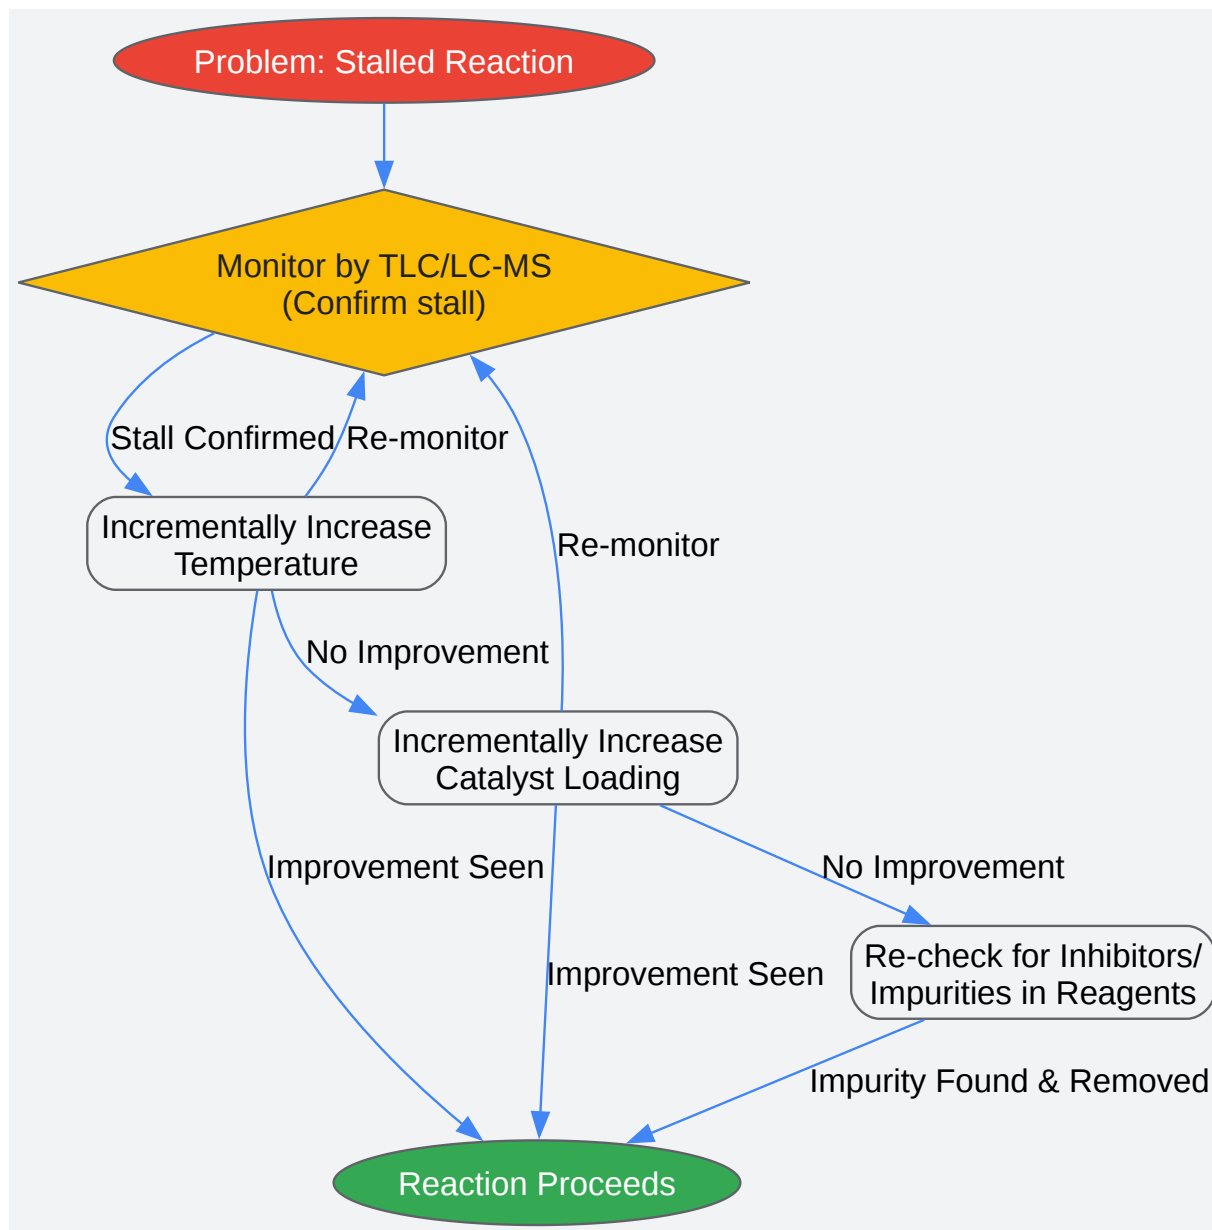 Problem: Stalled Reaction
Monitor by TLC/LC-MS
(Confirm stall)
Stall Confirmed
Re-monitor
Incrementally Increase
Temperature
Re-monitor
No Improvement
Incrementally Increase
Catalyst Loading
Improvement Seen
No Improvement
Re-check for Inhibitors/
Impurities in Reagents
Improvement Seen
Impurity Found & Removed
Reaction Proceeds